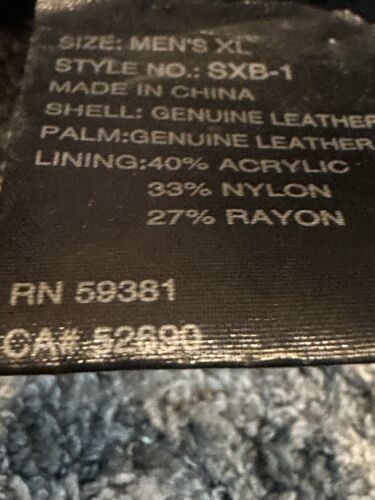 SIZE: MEN'S XL
STYLE NO.: SXB-1
MADE IN CHINA
SHELL: GENUINE LEATHER
PALM:GENUINE LEATHER
LINING:40% ACRYLIC
33% NYLON
27% RAYON
RN 59381
CA# 52690